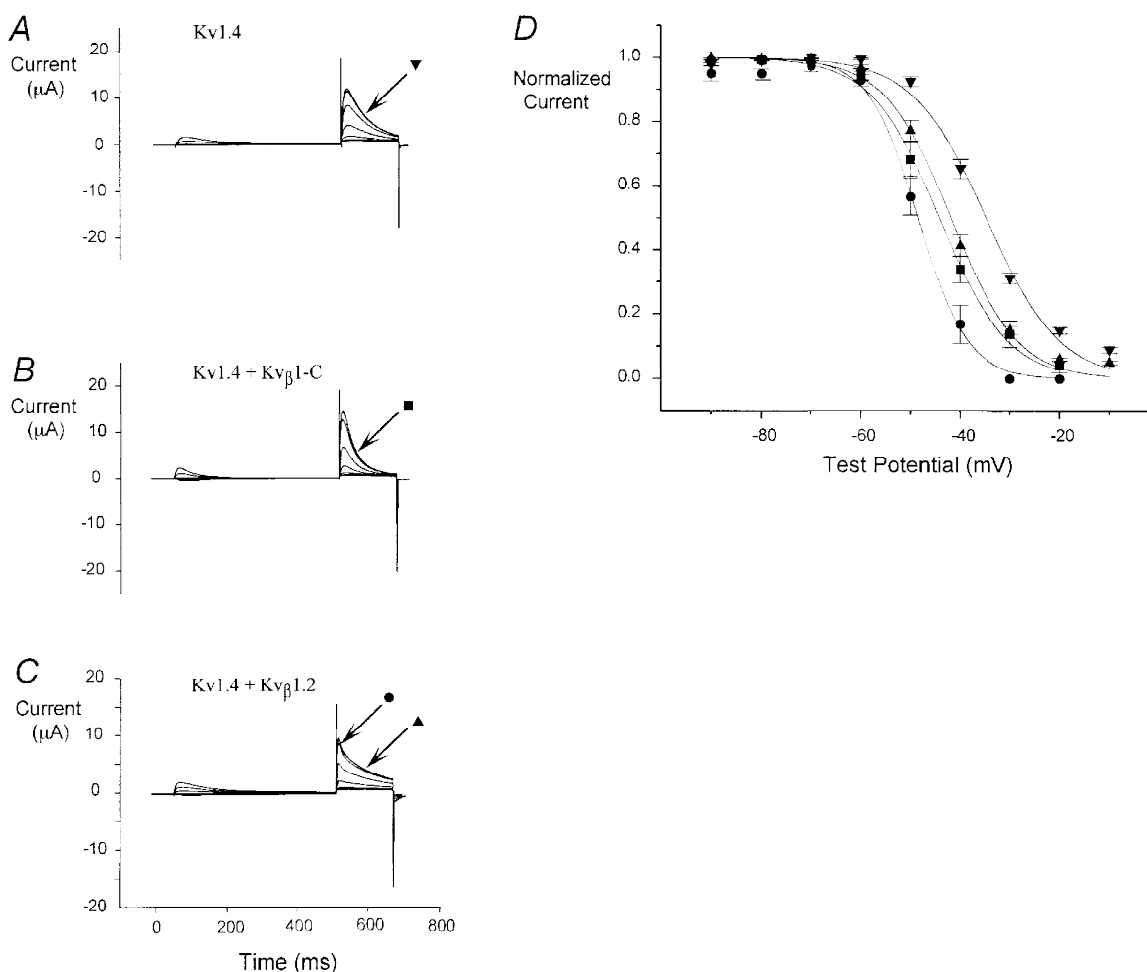 A
Kv1.4
Current
(μA)
20
10
0
-10
-20
B
Kv1.4 + Kvβ1-C
Current
(μA)
20
10
0
-10
-20
C
Kv1.4 + Kvβ1.2
Current
(μA)
20
10
0
-10
-20
0 200 400 600 800
Time (ms)
D
Normalized
Current
1.0
0.8
0.6
0.4
0.2
0.0
-80 -60 -40 -20
Test Potential (mV)